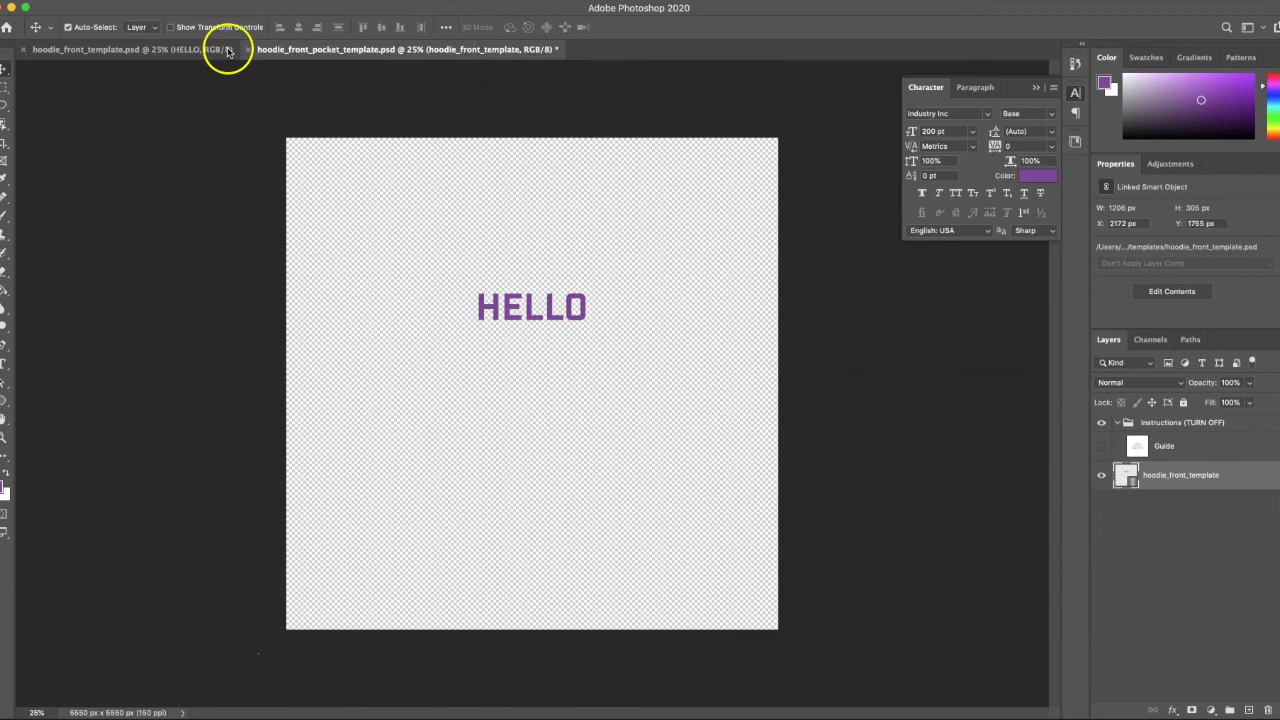 Adobe Photoshop 2020
Auto-Select: Layer Show Transform Controls 3D Mode:
hoodie_front_template.psd @ 25% (HELLO, RGB/8)
hoodie_front_pocket_template.psd @ 25% (hoodie_front_template, RGB/8) *
HELLO
Character Paragraph
Industry Inc Base
200 pt (Auto)
Metrics 0
100% 100%
0 pt Color:
English: USA Sharp
Color Swatches Gradients Patterns
Properties Adjustments
Linked Smart Object
W: 1206 px H: 305 px
X: 2172 px Y: 1755 px
/Users/.../templates/hoodie_front_template.psd
Don't Apply Layer Comp
Edit Contents
Layers Channels Paths
Kind
Normal Opacity: 100%
Lock: Fill: 100%
Instructions (TURN OFF)
Guide
hoodie_front_template
25% 5550 px x 5550 px (150 ppi)